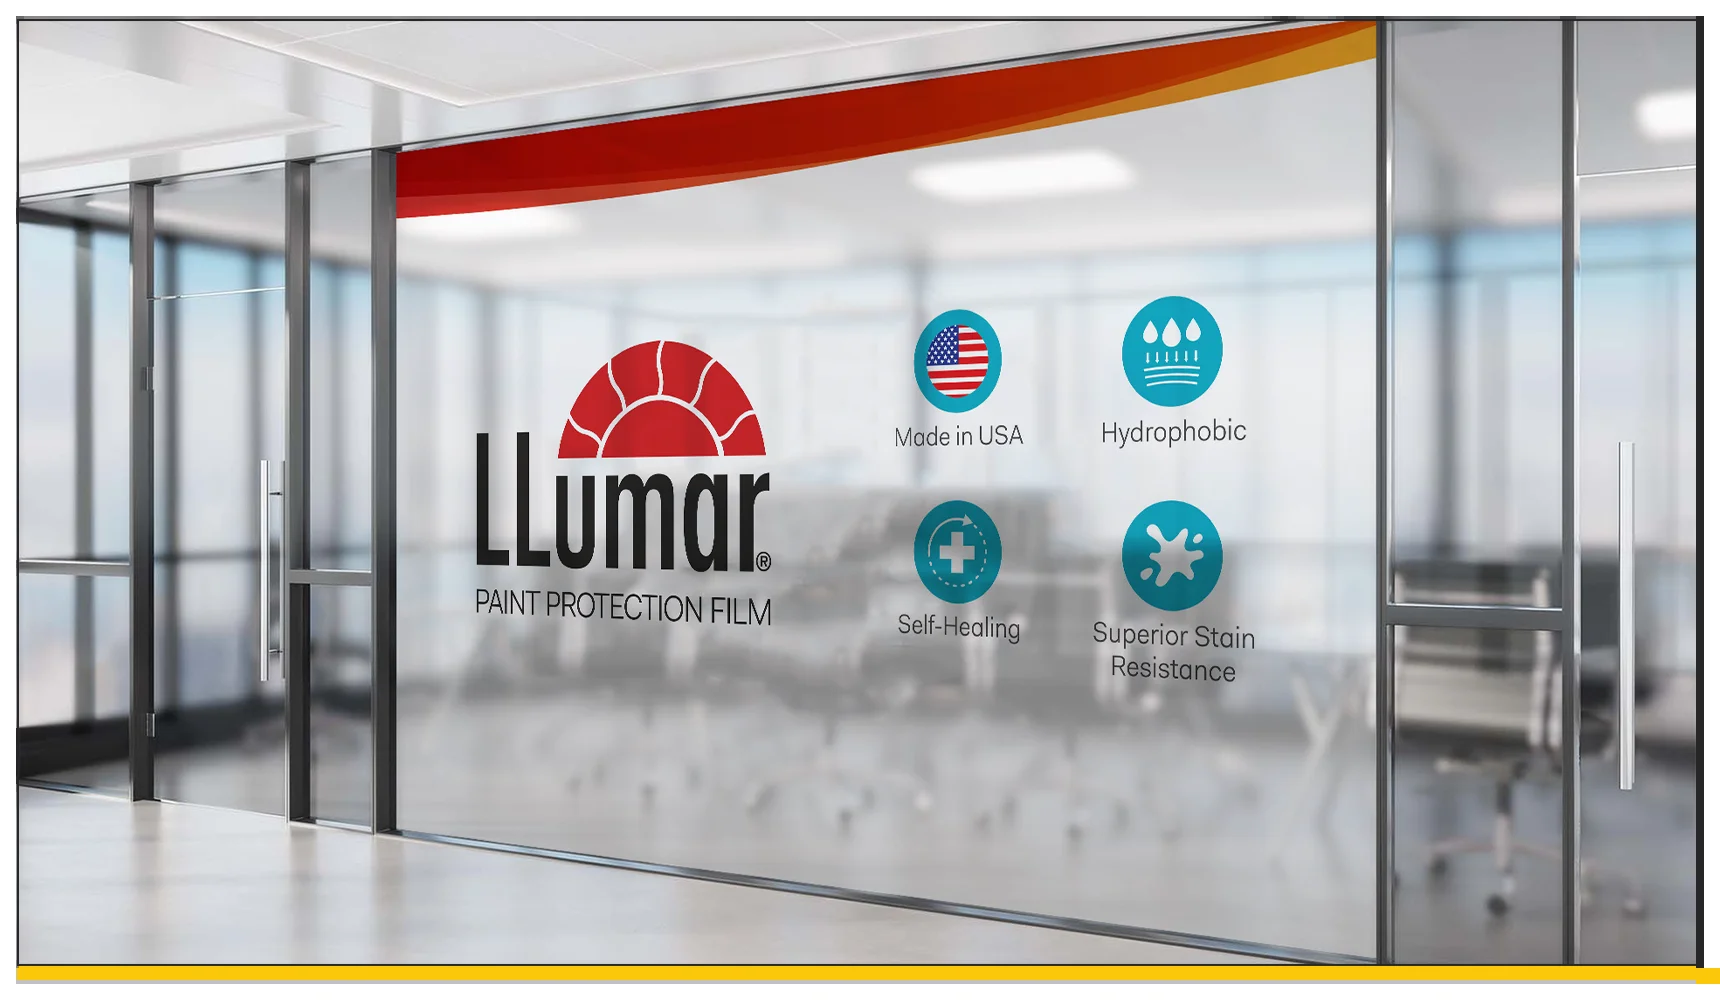 LLumar®
PAINT PROTECTION FILM
Made in USA
Hydrophobic
Self-Healing
Superior Stain
Resistance